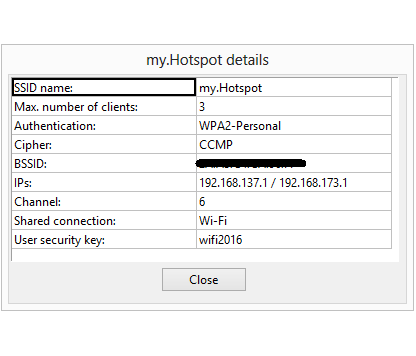 my.Hotspot details
SSID name: my.Hotspot
Max. number of clients: 3
Authentication: WPA2-Personal
Cipher: CCMP
BSSID:
IPs: 192.168.137.1 / 192.168.173.1
Channel: 6
Shared connection: Wi-Fi
User security key: wifi2016
Close